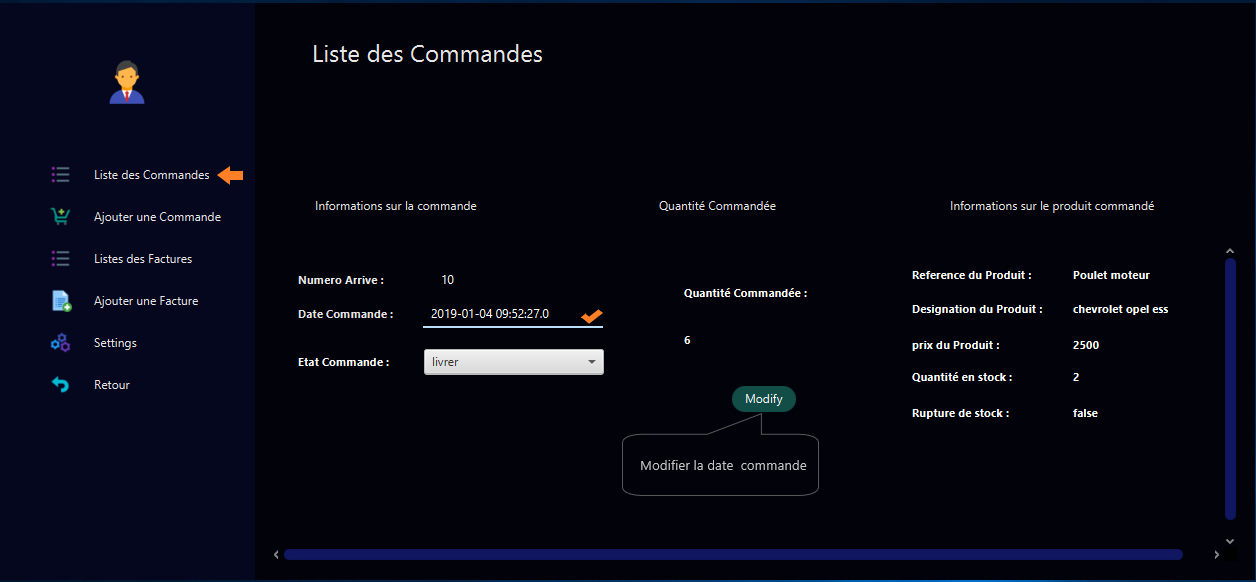 Liste des Commandes
Liste des Commandes
Ajouter une Commande
Listes des Factures
Ajouter une Facture
Settings
Retour
Informations sur la commande
Quantité Commandée
Informations sur le produit commandé
Numero Arrive : 10
Date Commande : 2019-01-04 09:52:27.0
Etat Commande : livrer
Quantité Commandée :
6
Modify
Modifier la date commande
Reference du Produit : Poulet moteur
Designation du Produit : chevrolet opel ess
prix du Produit : 2500
Quantité en stock : 2
Rupture de stock : false